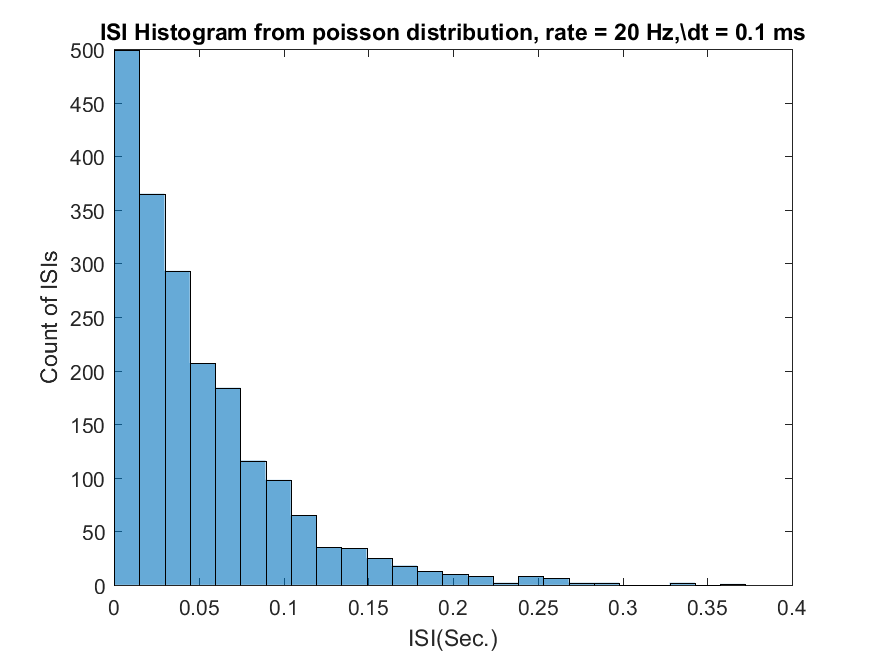 ISI Histogram from poisson distribution, rate = 20 Hz,\dt = 0.1 ms
500
450
400
350
300
250
200
150
100
50
0
Count of ISIs
0 0.05 0.1 0.15 0.2 0.25 0.3 0.35 0.4
ISI(Sec.)